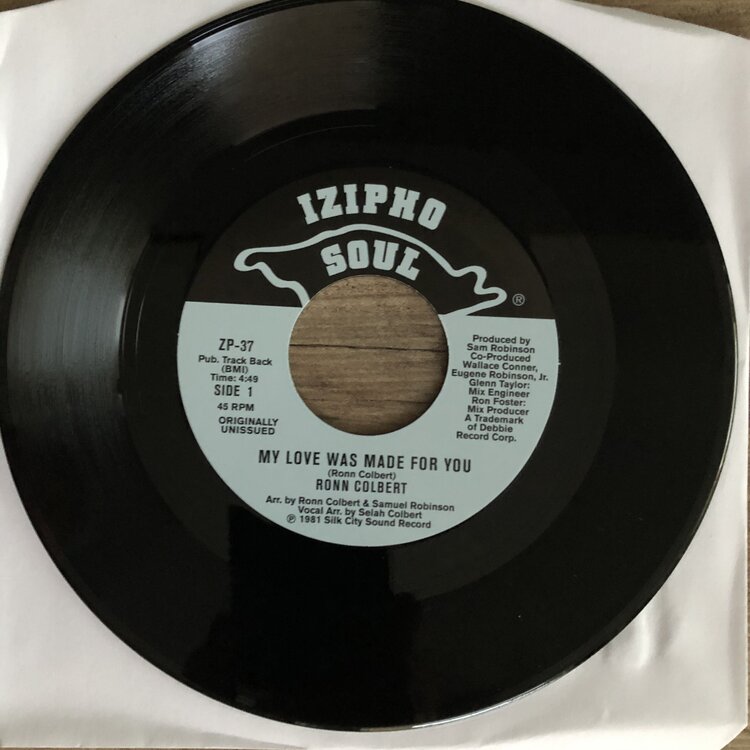 IZIPHO
SOUL
®
ZP-37
Pub. Track Back
(BMI)
Time: 4:49
SIDE 1
45 RPM
ORIGINALLY
UNISSUED
Produced by
Sam Robinson
Co-Produced
Wallace Conner,
Eugene Robinson, Jr.
Glenn Taylor:
Mix Engineer
Ron Foster:
Mix Producer
A Trademark
of Debbie
Record Corp.
MY LOVE WAS MADE FOR YOU
(Ronn Colbert)
RONN COLBERT
Arr. by Ronn Colbert & Samuel Robinson
Vocal Arr. by Selah Colbert
℗ 1981 Silk City Sound Record